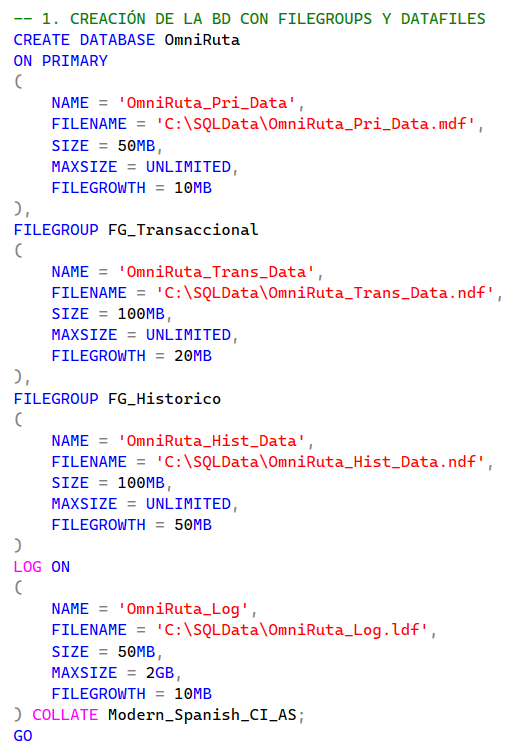 -- 1. CREACIÓN DE LA BD CON FILEGROUPS Y DATAFILES
CREATE DATABASE OmniRuta
ON PRIMARY
(
    NAME = 'OmniRuta_Pri_Data',
    FILENAME = 'C:\SQLData\OmniRuta_Pri_Data.mdf',
    SIZE = 50MB,
    MAXSIZE = UNLIMITED,
    FILEGROWTH = 10MB
),
FILEGROUP FG_Transaccional
(
    NAME = 'OmniRuta_Trans_Data',
    FILENAME = 'C:\SQLData\OmniRuta_Trans_Data.ndf',
    SIZE = 100MB,
    MAXSIZE = UNLIMITED,
    FILEGROWTH = 20MB
),
FILEGROUP FG_Historico
(
    NAME = 'OmniRuta_Hist_Data',
    FILENAME = 'C:\SQLData\OmniRuta_Hist_Data.ndf',
    SIZE = 100MB,
    MAXSIZE = UNLIMITED,
    FILEGROWTH = 50MB
)
LOG ON
(
    NAME = 'OmniRuta_Log',
    FILENAME = 'C:\SQLData\OmniRuta_Log.ldf',
    SIZE = 50MB,
    MAXSIZE = 2GB,
    FILEGROWTH = 10MB
) COLLATE Modern_Spanish_CI_AS;
GO